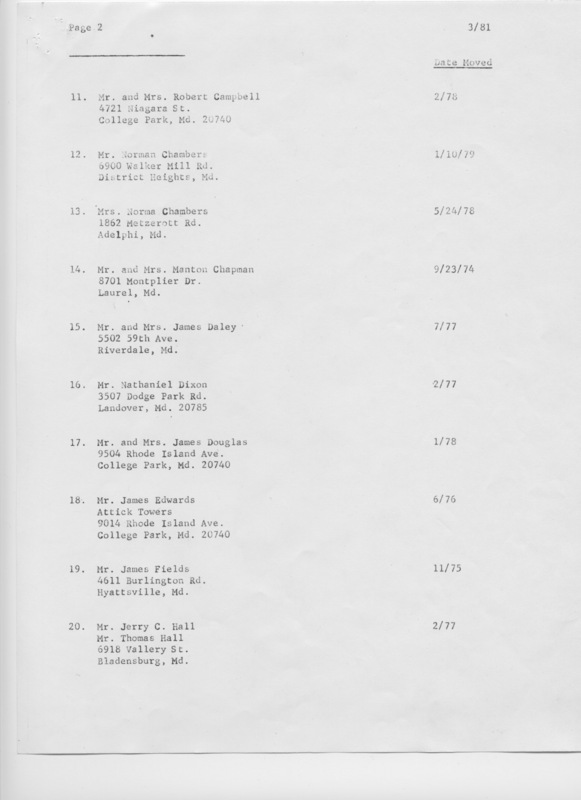 Page 2 3/81
Date Moved
11. Mr. and Mrs. Robert Campbell 2/78
4721 Niagara St.
College Park, Md. 20740
12. Mr. Norman Chambers 1/10/79
6900 Walker Mill Rd.
District Heights, Md.
13. Mrs. Norma Chambers 5/24/78
1862 Metzerott Rd.
Adelphi, Md.
14. Mr. and Mrs. Manton Chapman 9/23/74
8701 Montplier Dr.
Laurel, Md.
15. Mr. and Mrs. James Daley 7/77
5502 59th Ave.
Riverdale, Md.
16. Mr. Nathaniel Dixon 2/77
3507 Dodge Park Rd.
Landover, Md. 20785
17. Mr. and Mrs. James Douglas 1/78
9504 Rhode Island Ave.
College Park, Md. 20740
18. Mr. James Edwards 6/76
Attick Towers
9014 Rhode Island Ave.
College Park, Md. 20740
19. Mr. James Fields 11/75
4611 Burlington Rd.
Hyattsville, Md.
20. Mr. Jerry C. Hall 2/77
Mr. Thomas Hall
6918 Vallery St.
Bladensburg, Md.